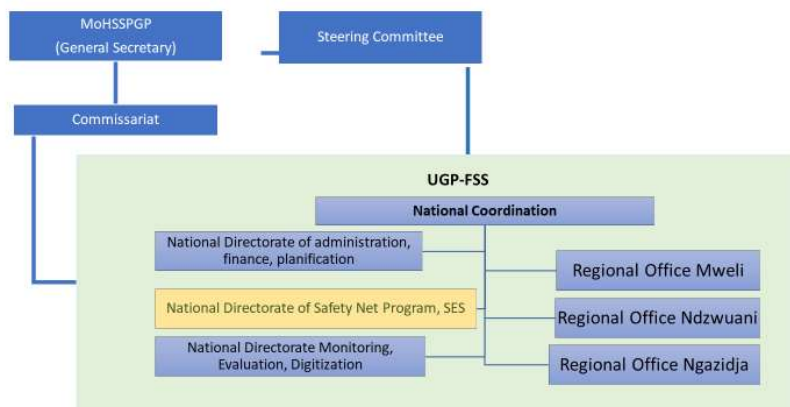 MoHSSPGP
(General Secretary)
Steering Committee
Commissariat
UGP-FSS
National Coordination
National Directorate of administration,
finance, planification
Regional Office Mweli
National Directorate of Safety Net Program, SES
Regional Office Ndzwuani
National Directorate Monitoring,
Evaluation, Digitization
Regional Office Ngazidja